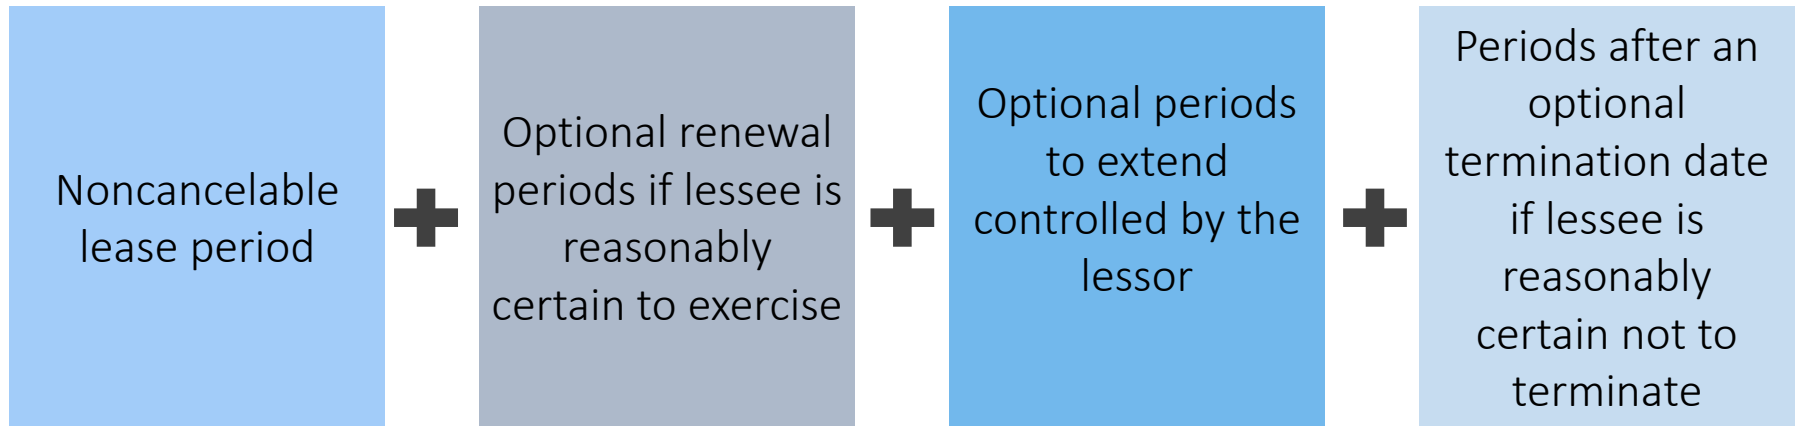 Noncancelable
lease period
Optional renewal
periods if lessee is
reasonably
certain to exercise
Optional periods
to extend
controlled by the
lessor
Periods after an
optional
termination date
if lessee is
reasonably
certain not to
terminate